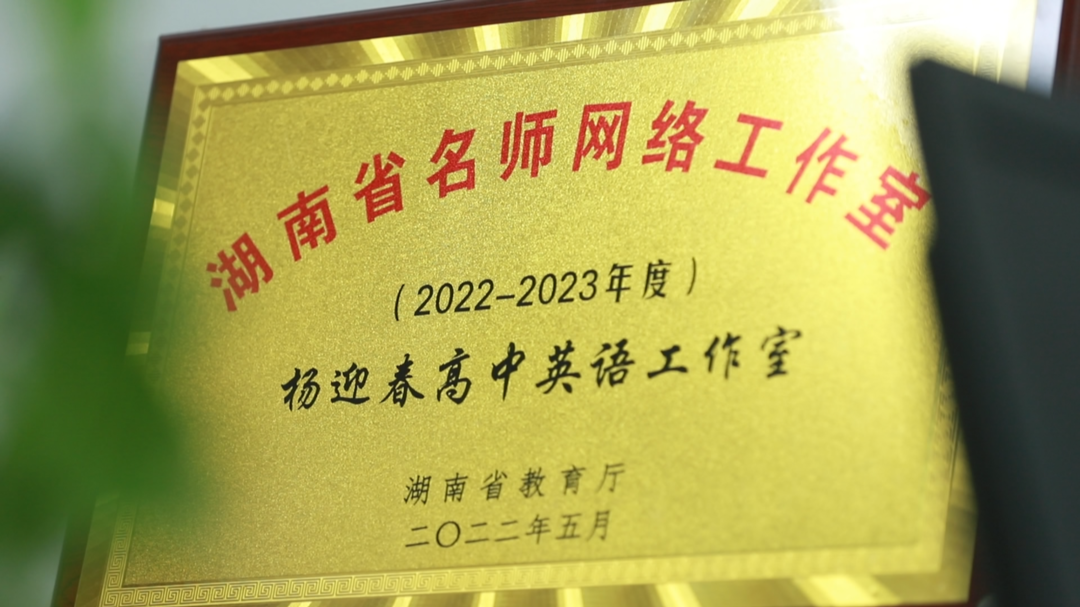 湖南省名师网络工作室
（2022-2023年度）
杨迎春高中英语工作室
湖南省教育厅
二〇二二年五月